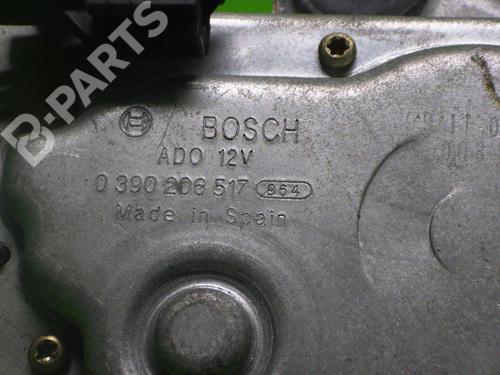 B-PARTS
BOSCH
ADO 12V
0 390 206 517 964
Made in Spain